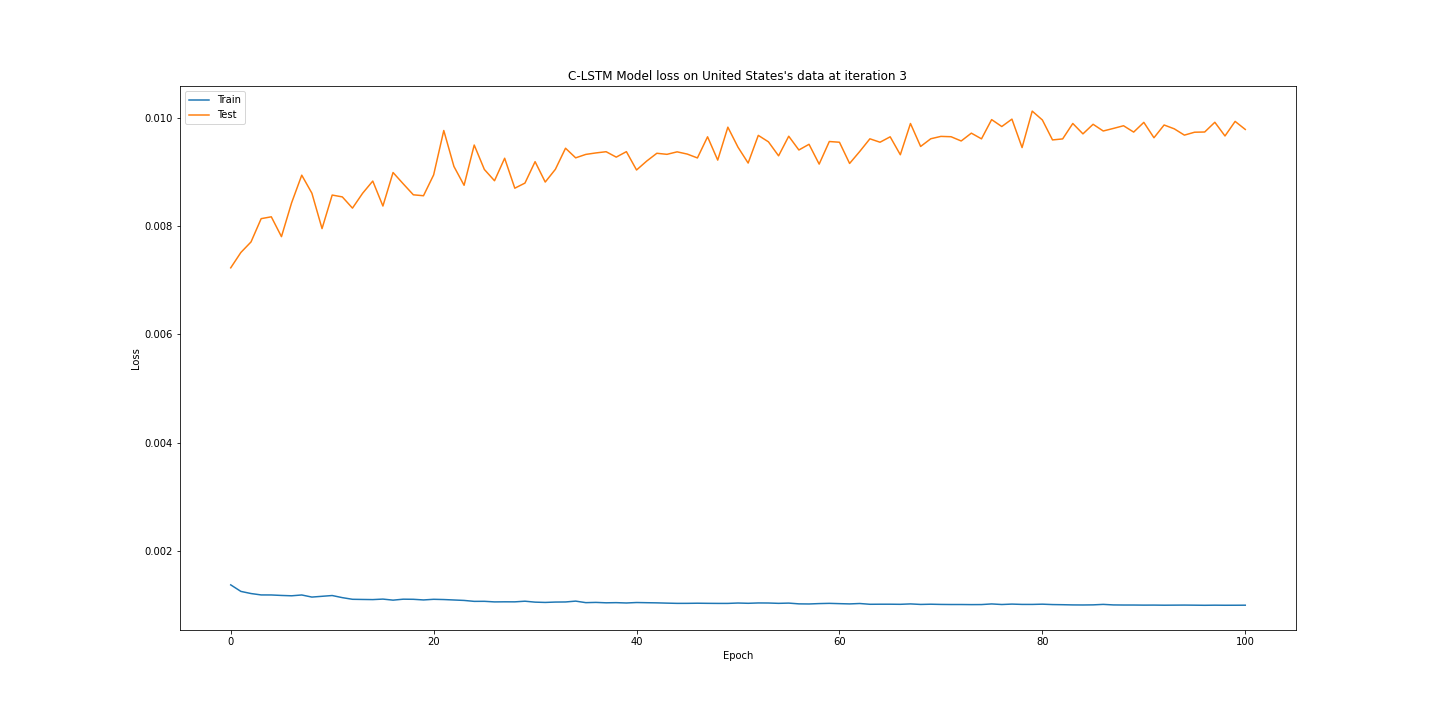 C-LSTM Model loss on United States's data at iteration 3
Train
Test
0.010
0.008
0.006
0.004
0.002
Loss
0 20 40 60 80 100
Epoch